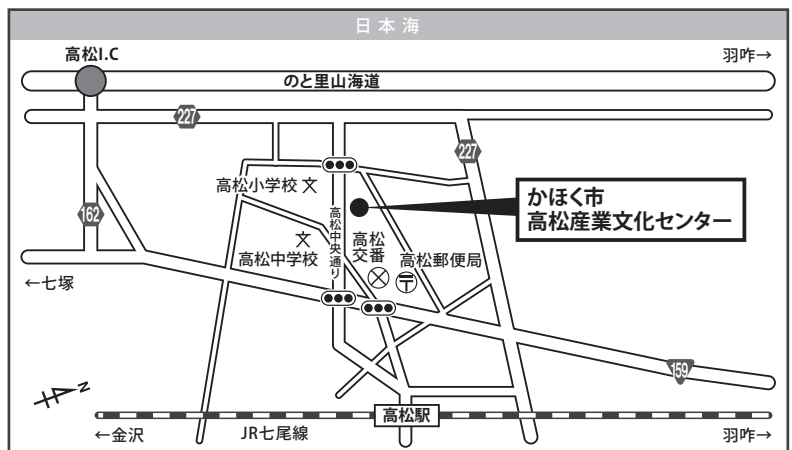 日本海
高松I.C
羽咋→
のと里山海道
227
227
高松小学校
162
高松中央通り
かほく市
高松産業文化センター
高松中学校
高松
交番
高松郵便局
←七塚
159
N
高松駅
←金沢
JR七尾線
羽咋→